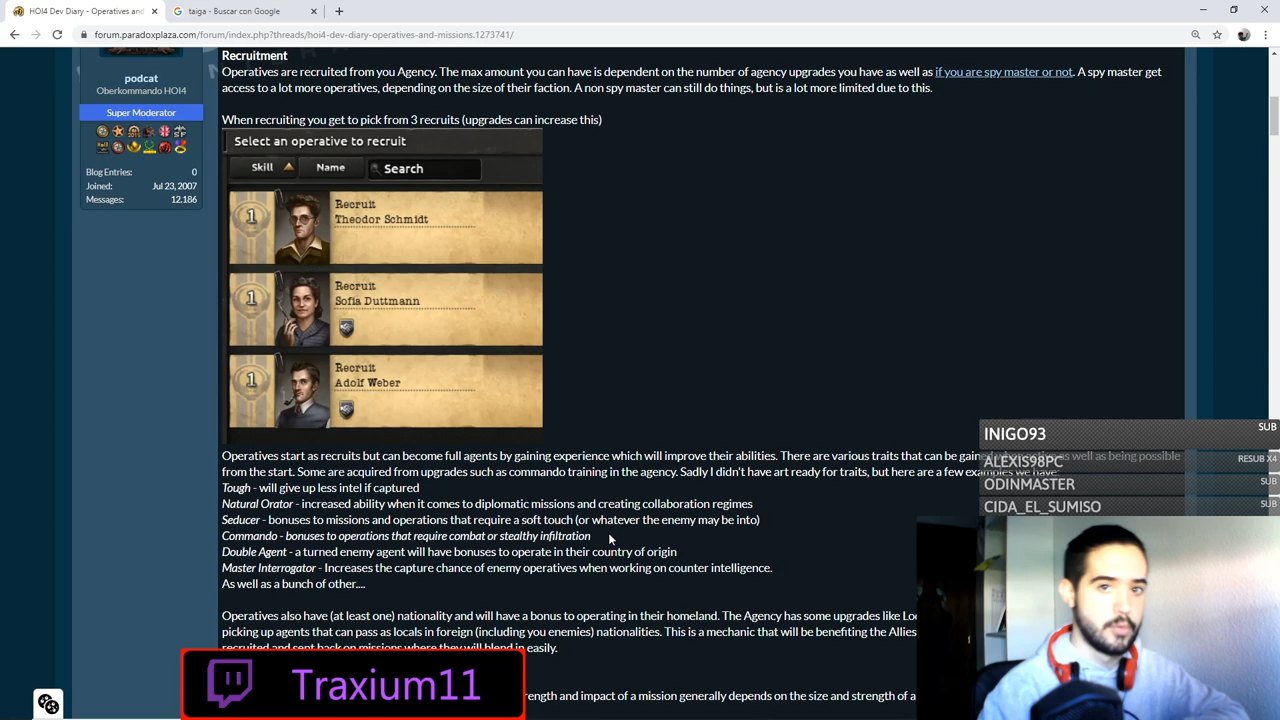 HOI4 Dev Diary - Operatives and
taiga - Buscar con Google
forum.paradoxplaza.com/forum/index.php?threads/hoi4-dev-diary-operatives-and-missions.1273741/
podcat
Oberkommando HOI4
Super Moderator
Blog Entries: 0
Joined: Jul 23, 2007
Messages: 12.186
Recruitment
Operatives are recruited from you Agency. The max amount you can have is dependent on the number of agency upgrades you have as well as if you are spy master or not. A spy master get
access to a lot more operatives, depending on the size of their faction. A non spy master can still do things, but is a lot more limited due to this.
When recruiting you get to pick from 3 recruits (upgrades can increase this)
Select an operative to recruit
Skill Name Search
1
Recruit
Theodor Schmidt
1
Recruit
Sofia Duttmann
1
Recruit
Adolf Weber
Operatives start as recruits but can become full agents by gaining experience which will improve their abilities. There are various traits that can be gain as well as being possible
from the start. Some are acquired from upgrades such as commando training in the agency. Sadly I didn't have art ready for traits, but here are a few examples we have:
Tough - will give up less intel if captured
Natural Orator - increased ability when it comes to diplomatic missions and creating collaboration regimes
Seducer - bonuses to missions and operations that require a soft touch (or whatever the enemy may be into)
Commando - bonuses to operations that require combat or stealthy infiltration
Double Agent - a turned enemy agent will have bonuses to operate in their country of origin
Master Interrogator - Increases the capture chance of enemy operatives when working on counter intelligence.
As well as a bunch of other....
Operatives also have (at least one) nationality and will have a bonus to operating in their homeland. The Agency has some upgrades like Lo
picking up agents that can pass as locals in foreign (including you enemies) nationalities. This is a mechanic that will be benefiting the Allies
recruited and sent back on missions where they will blend in easily.
rength and impact of a mission generally depends on the size and strength of a
INIGO93 SUB
ALEXIS98PC RESUB X4
ODINMASTER SUB
CIDA_EL_SUMISO SUB
Traxium11